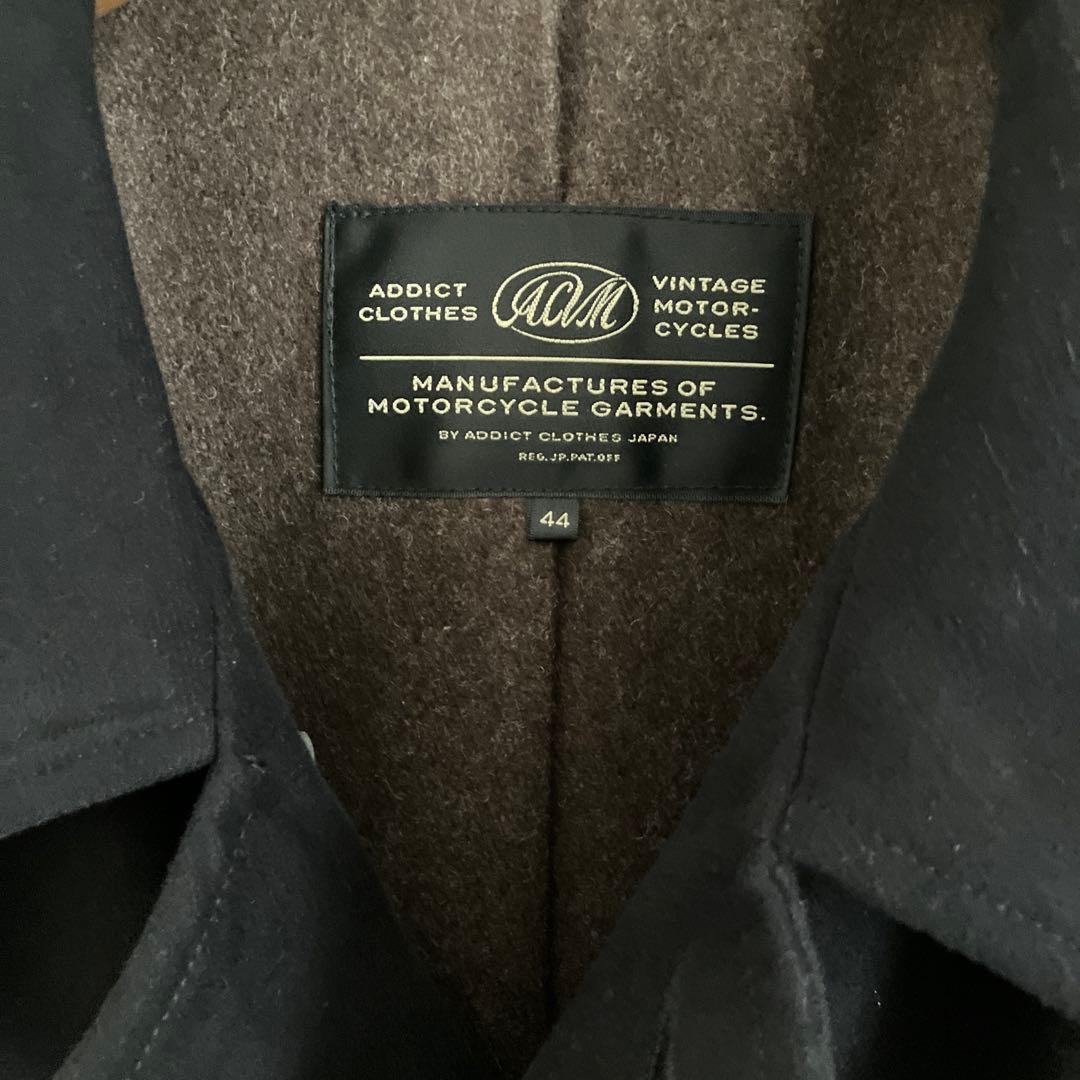 ADDICT
CLOTHES
ACVM
VINTAGE
MOTOR-
CYCLES
MANUFACTURES OF
MOTORCYCLE GARMENTS.
BY ADDICT CLOTHES JAPAN
REG.JP.PAT.OFF
44